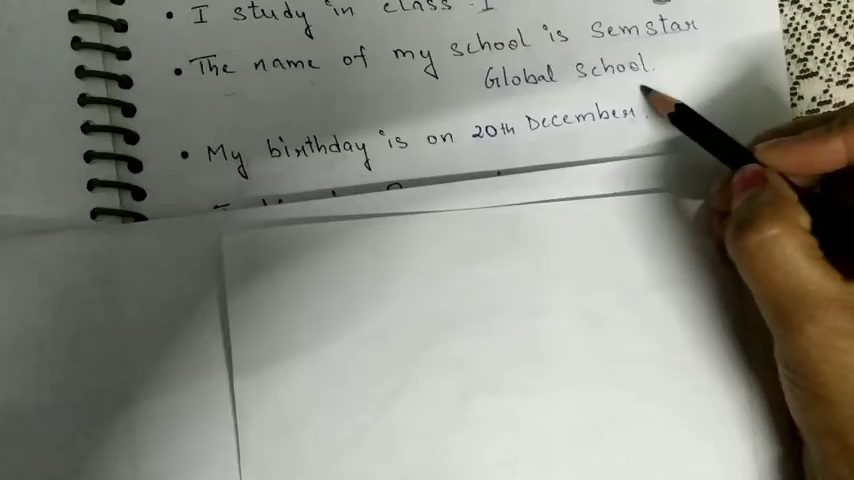 • I study in class - I
• The name of my school is Semstar
Global School.
• My birthday is on 20th December.